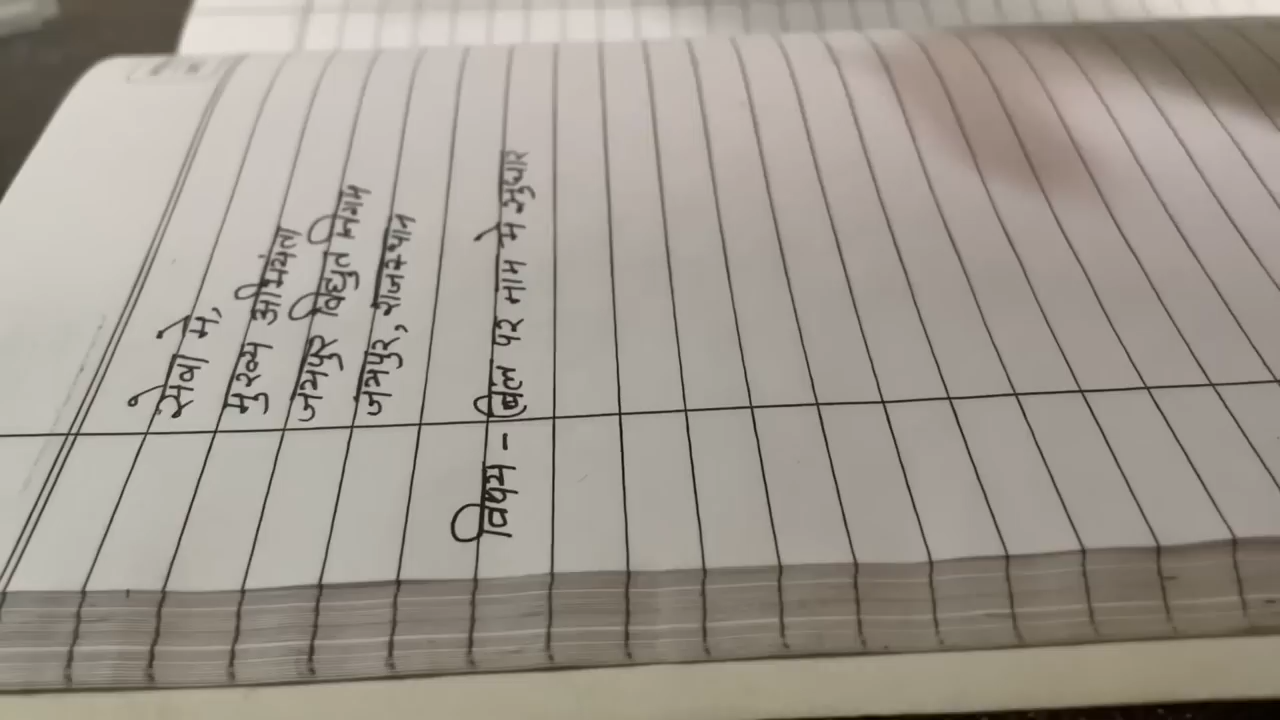 सेवा मे,
मुख्य अभियंता
जयपुर विद्युत निगम
जयपुर, राजस्थान
विषय - बिल पर नाम मे सुधार